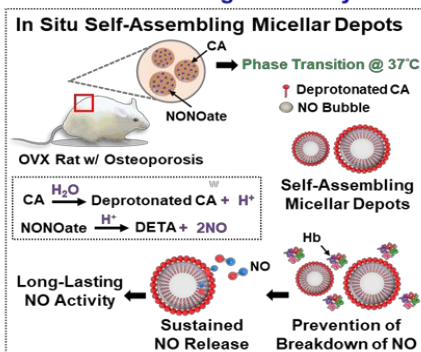 In Situ Self-Assembling Micellar Depots
CA
Phase Transition @ 37°C
NONOate
Deprotonated CA
NO Bubble
OVX Rat w/ Osteoporosis
CA H₂O Deprotonated CA + H⁺
w
NONOate H⁺ DETA + 2NO
Self-Assembling
Micellar Depots
Hb
NO
Long-Lasting
NO Activity
Sustained
NO Release
Prevention of
Breakdown of NO